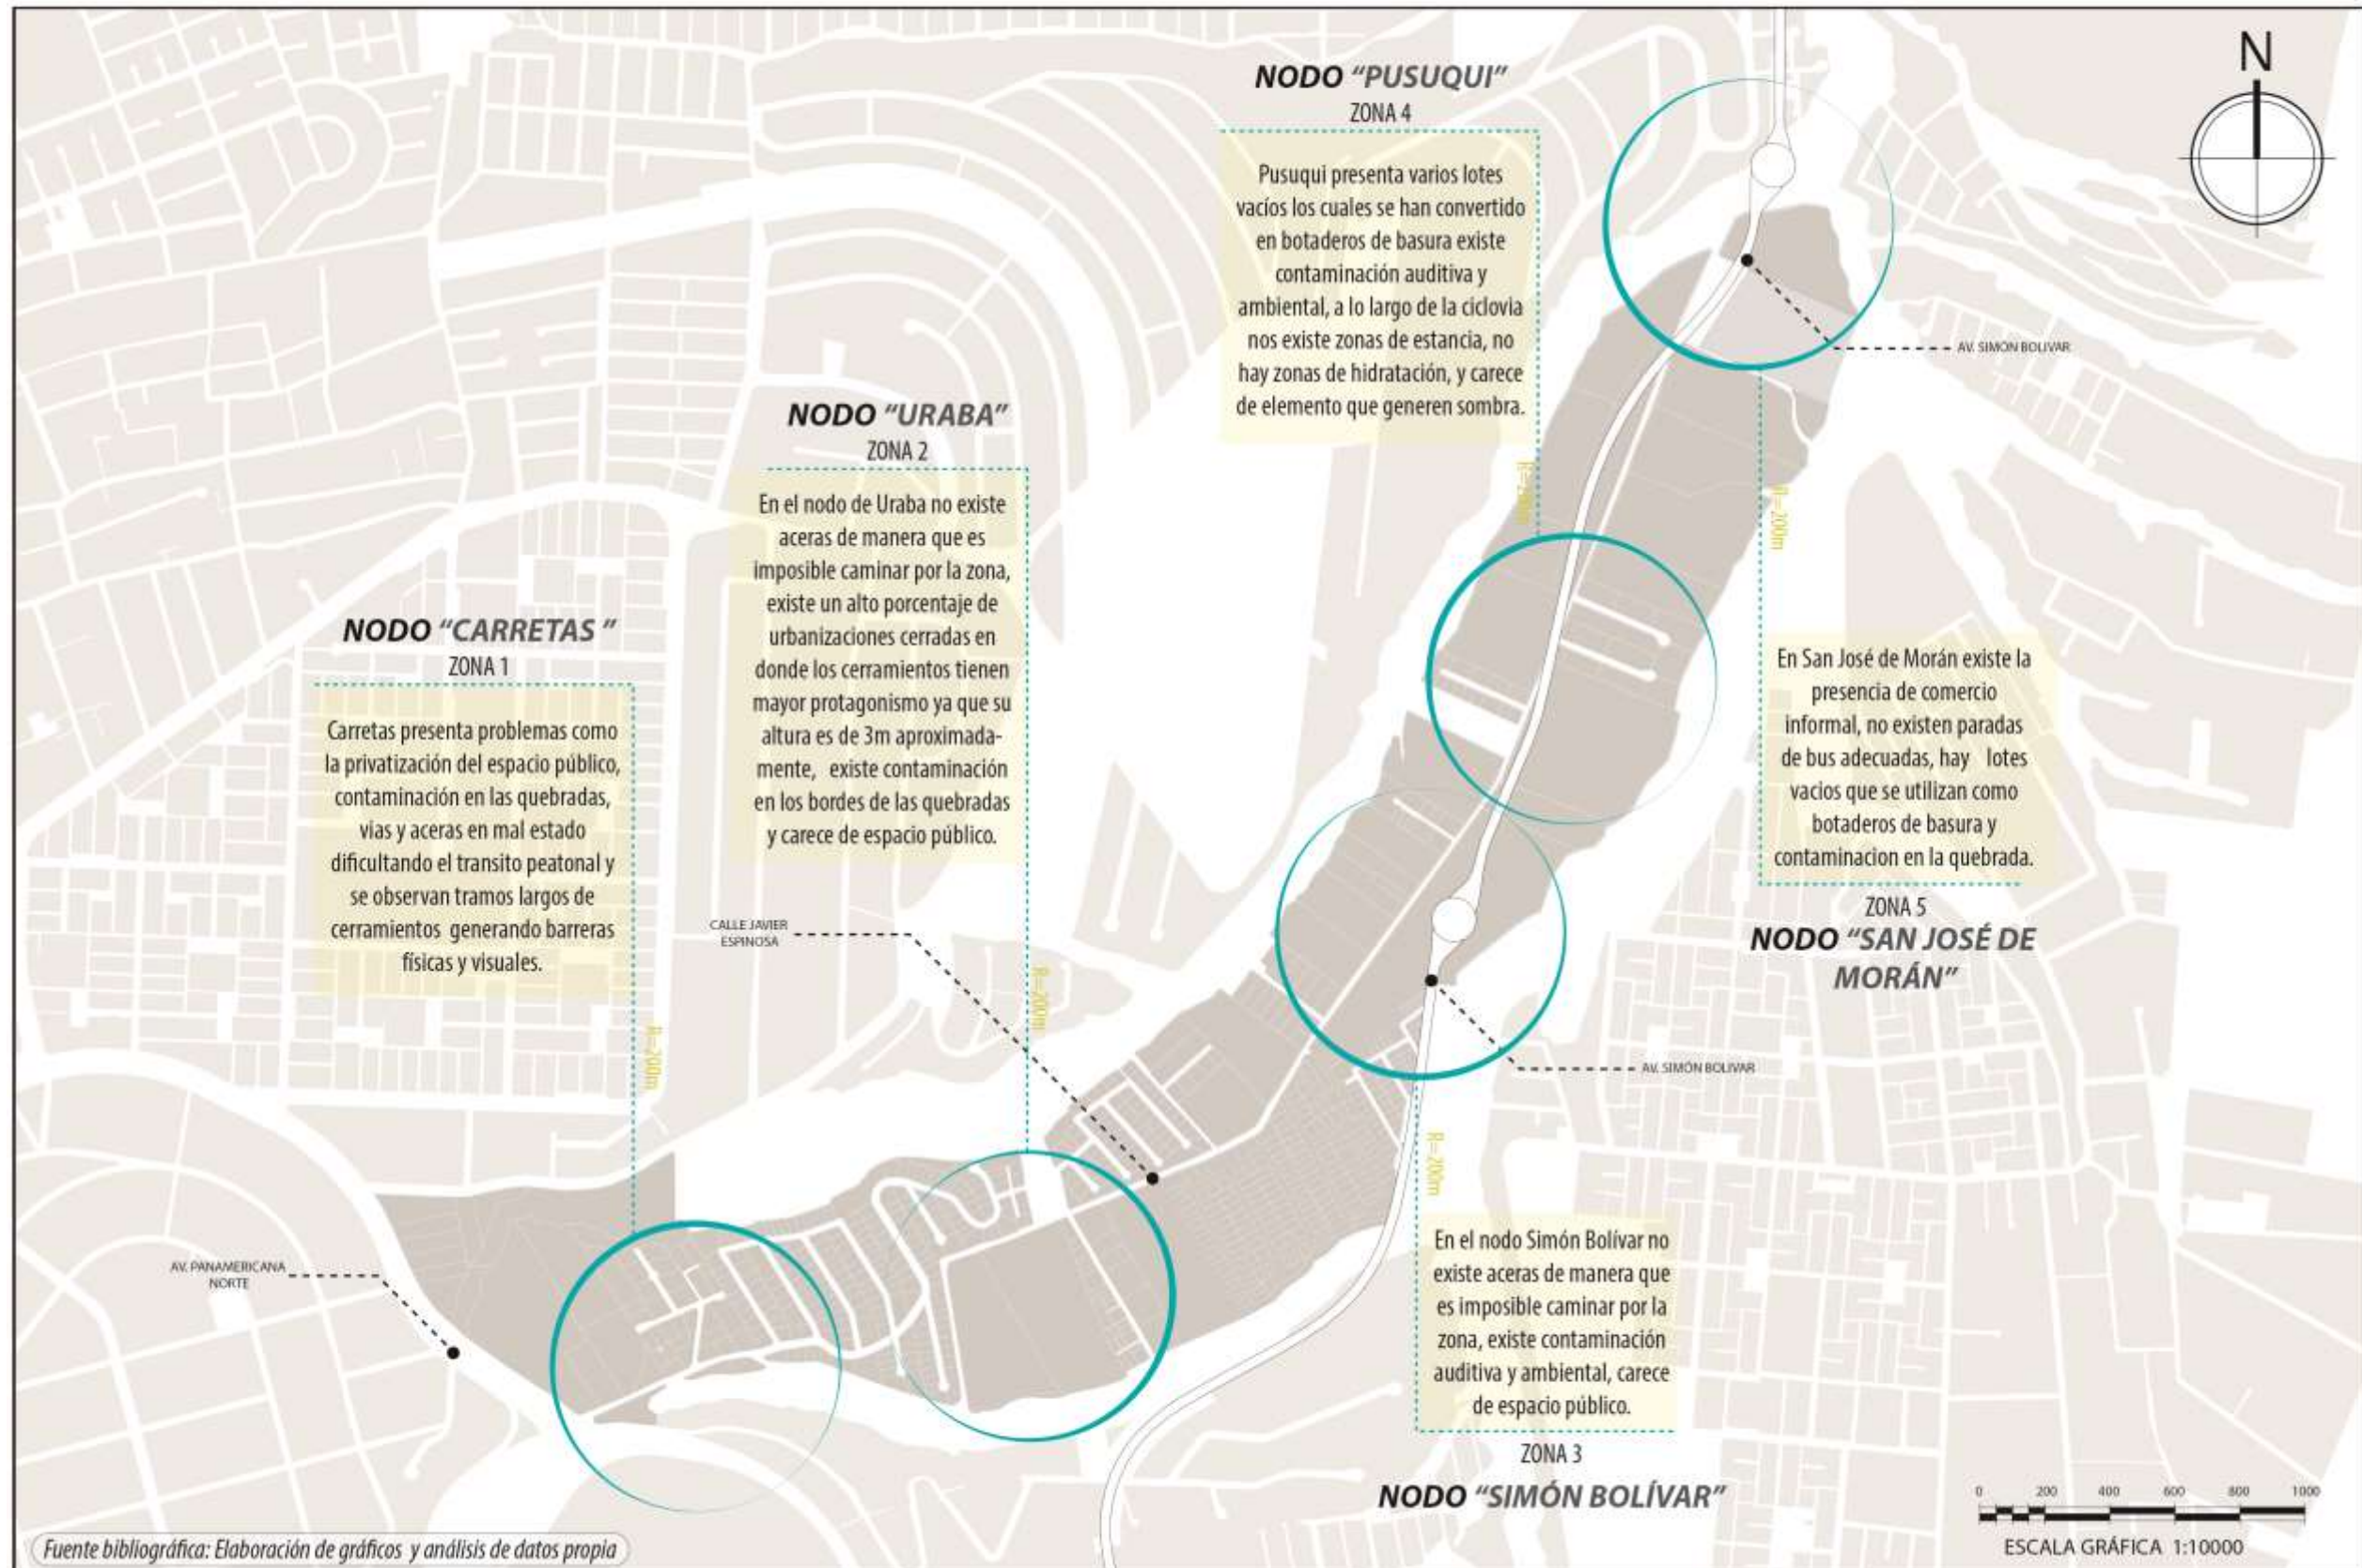 NODO “CARRETAS ”
ZONA 1
Carretas presenta problemas como
la privatización del espacio público,
contaminación en las quebradas,
vias y aceras en mal estado
dificultando el transito peatonal y
se observan tramos largos de
cerramientos generando barreras
físicas y visuales.
R=200m
NODO “URABA”
ZONA 2
En el nodo de Uraba no existe
aceras de manera que es
imposible caminar por la zona,
existe un alto porcentaje de
urbanizaciones cerradas en
donde los cerramientos tienen
mayor protagonismo ya que su
altura es de 3m aproximada-
mente, existe contaminación
en los bordes de las quebradas
y carece de espacio público.
R=200m
CALLE JAVIER
ESPINOSA
AV. PANAMERICANA
NORTE
NODO “PUSUQUI”
ZONA 4
Pusuqui presenta varios lotes
vacíos los cuales se han convertido
en botaderos de basura existe
contaminación auditiva y
ambiental, a lo largo de la ciclovia
nos existe zonas de estancia, no
hay zonas de hidratación, y carece
de elemento que generen sombra.
R=200m
N
AV. SIMÓN BOLIVAR
R=200m
En San José de Morán existe la
presencia de comercio
informal, no existen paradas
de bus adecuadas, hay lotes
vacios que se utilizan como
botaderos de basura y
contaminacion en la quebrada.
ZONA 5
NODO “SAN JOSÉ DE
MORÁN”
AV. SIMÓN BOLIVAR
R=200m
En el nodo Simón Bolívar no
existe aceras de manera que
es imposible caminar por la
zona, existe contaminación
auditiva y ambiental, carece
de espacio público.
ZONA 3
NODO “SIMÓN BOLÍVAR”
0 200 400 600 800 1000
ESCALA GRÁFICA 1:10000
Fuente bibliográfica: Elaboración de gráficos y análisis de datos propia